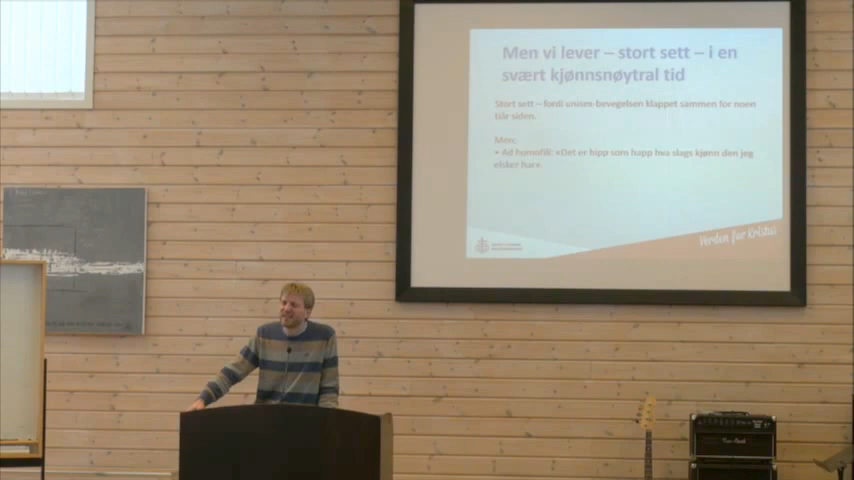 Men vi lever – stort sett – i en
svært kjønnsnøytral tid
Stort sett – fordi unisex-bevegelsen klappet sammen for noen
tiår siden.
Merc
• Ad homofili: «Det er hipp som happ hva slags kjønn den jeg
elsker har».
Verden for Kristus